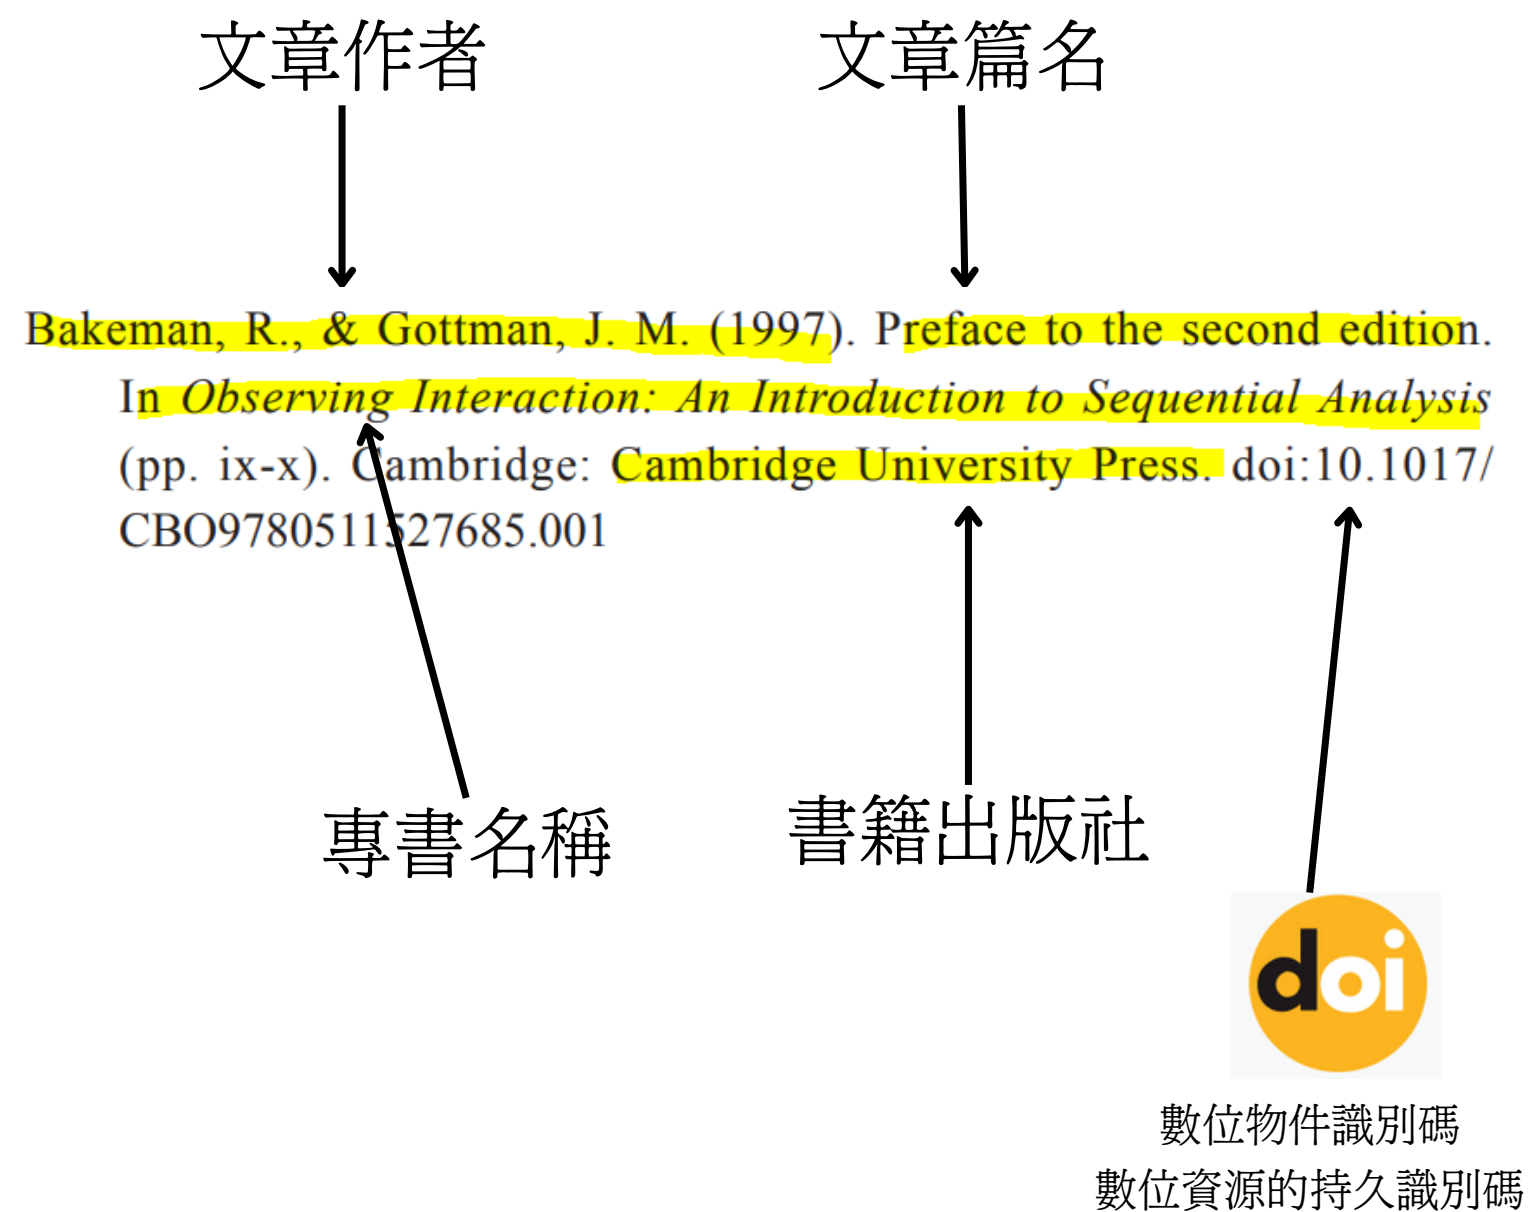 文章作者
文章篇名
Bakeman, R., & Gottman, J. M. (1997). Preface to the second edition.
In Observing Interaction: An Introduction to Sequential Analysis
(pp. ix-x). Cambridge: Cambridge University Press. doi:10.1017/
CBO9780511527685.001
專書名稱
書籍出版社
doi
數位物件識別碼
數位資源的持久識別碼